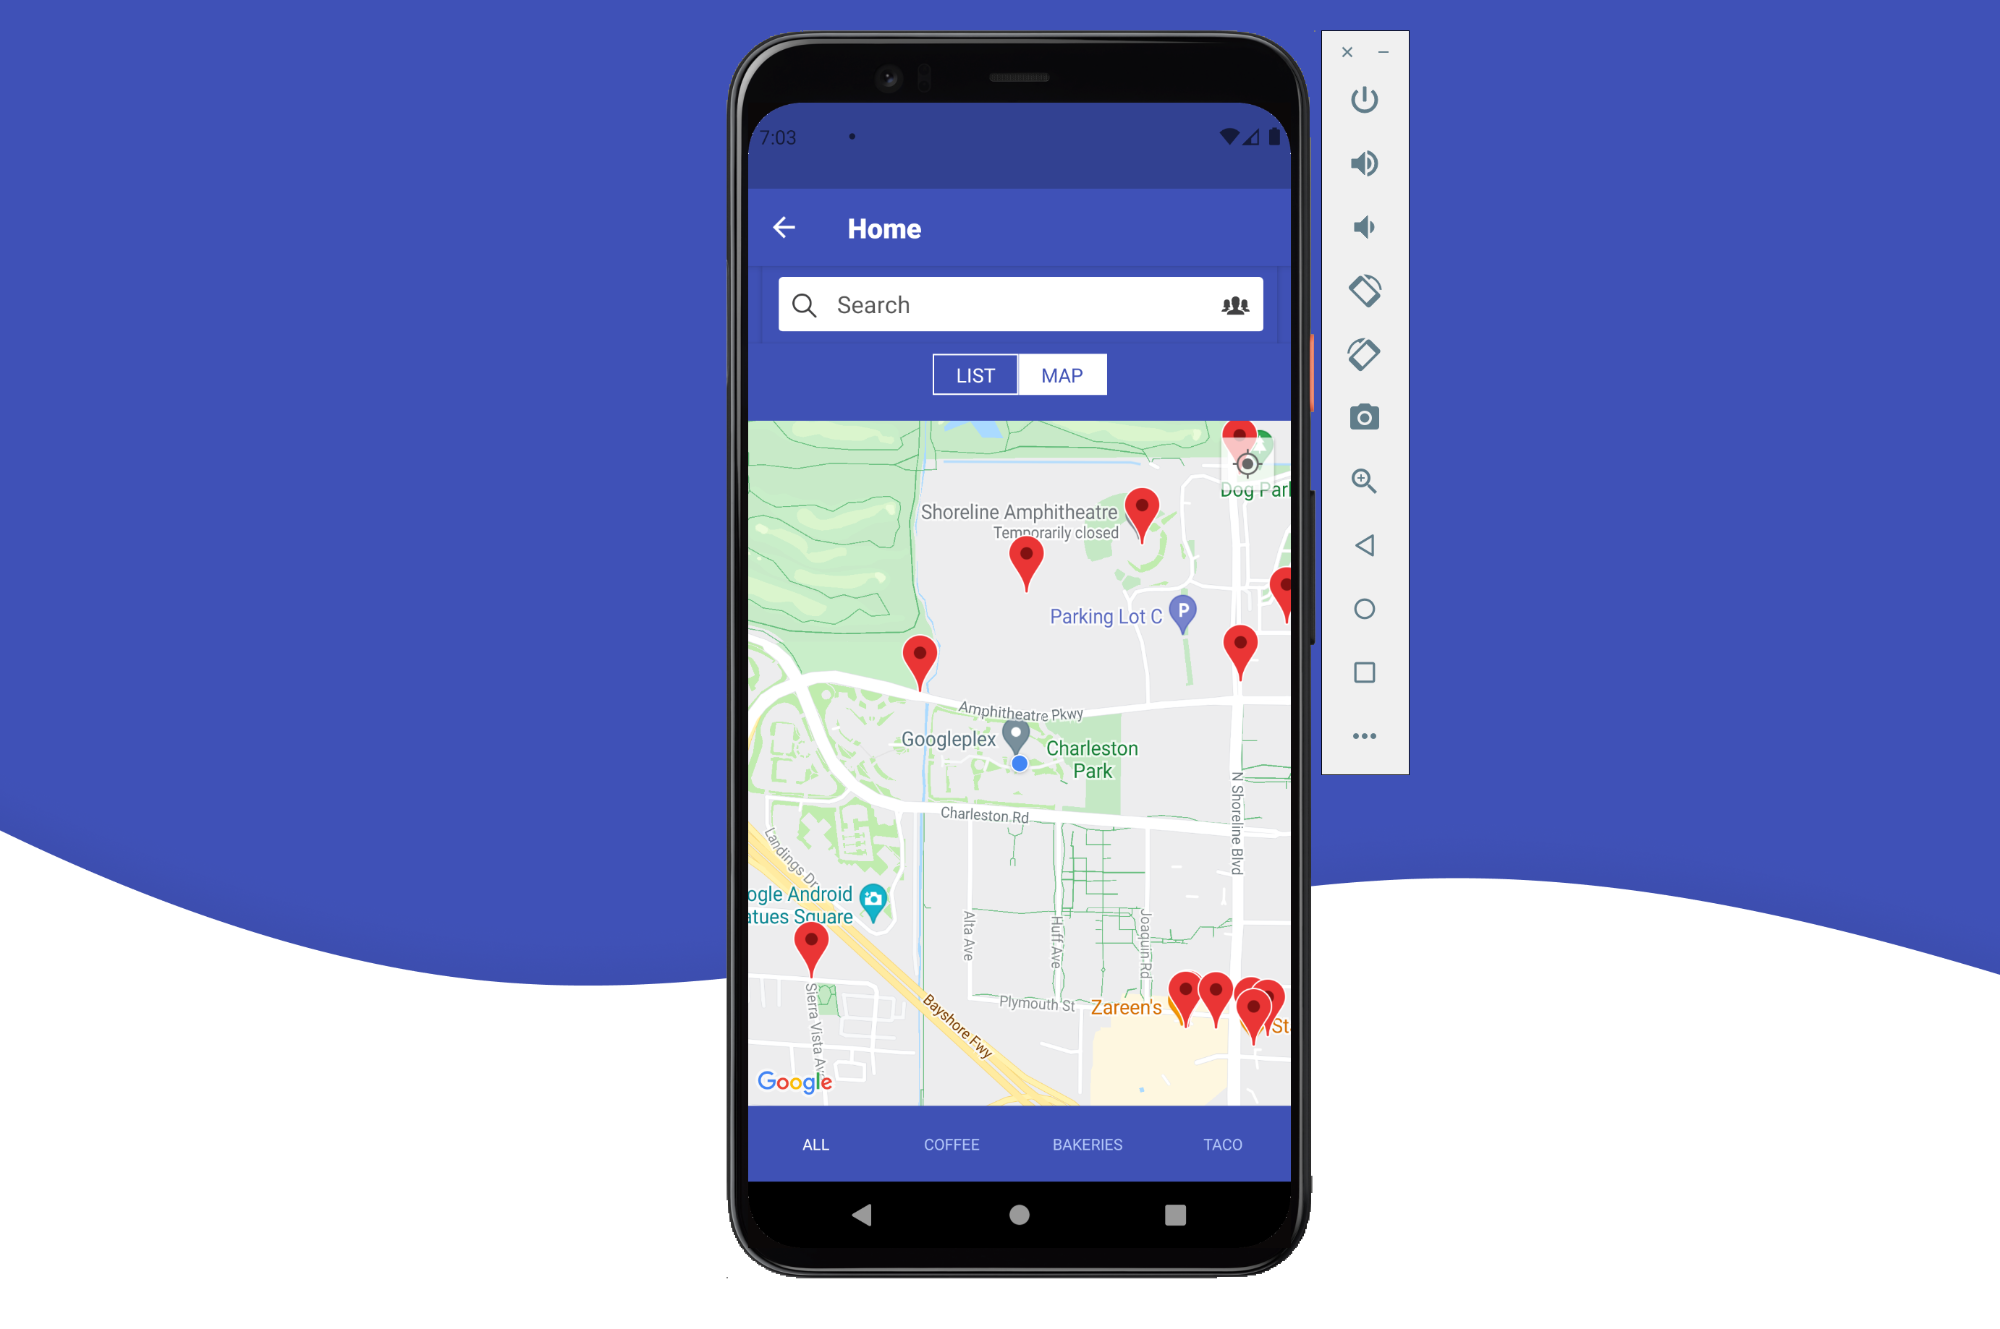 7:03
Home
Search
LIST
MAP
Dog Park
Shoreline Amphitheatre
Temporarily closed
P
Parking Lot C
Amphitheatre Pkwy
Googleplex
Charleston
Park
Charleston Rd
N Shoreline Blvd
Landings Dr
ogle Android
atues Square
Alta Ave
Huff Ave
Joaquin Rd
Sierra Vista Av
Plymouth St
Zareen's
St
Bayshore Fwy
Google
ALL
COFFEE
BAKERIES
TACO